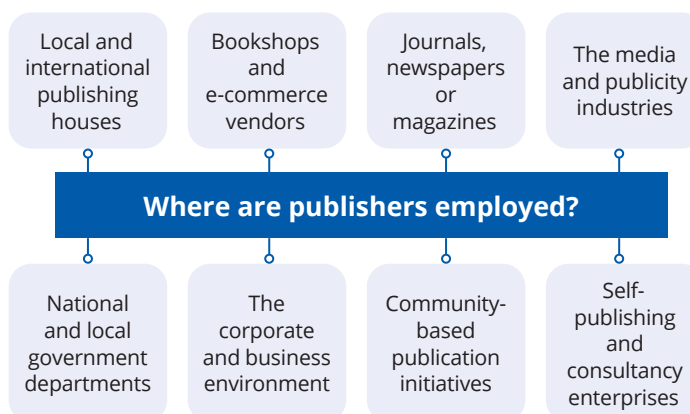 Local and
international
publishing
houses
Bookshops
and
e-commerce
vendors
Journals,
newspapers
or
magazines
The media
and publicity
industries
Where are publishers employed?
National
and local
government
departments
The
corporate
and business
environment
Community-
based
publication
initiatives
Self-
publishing
and
consultancy
enterprises